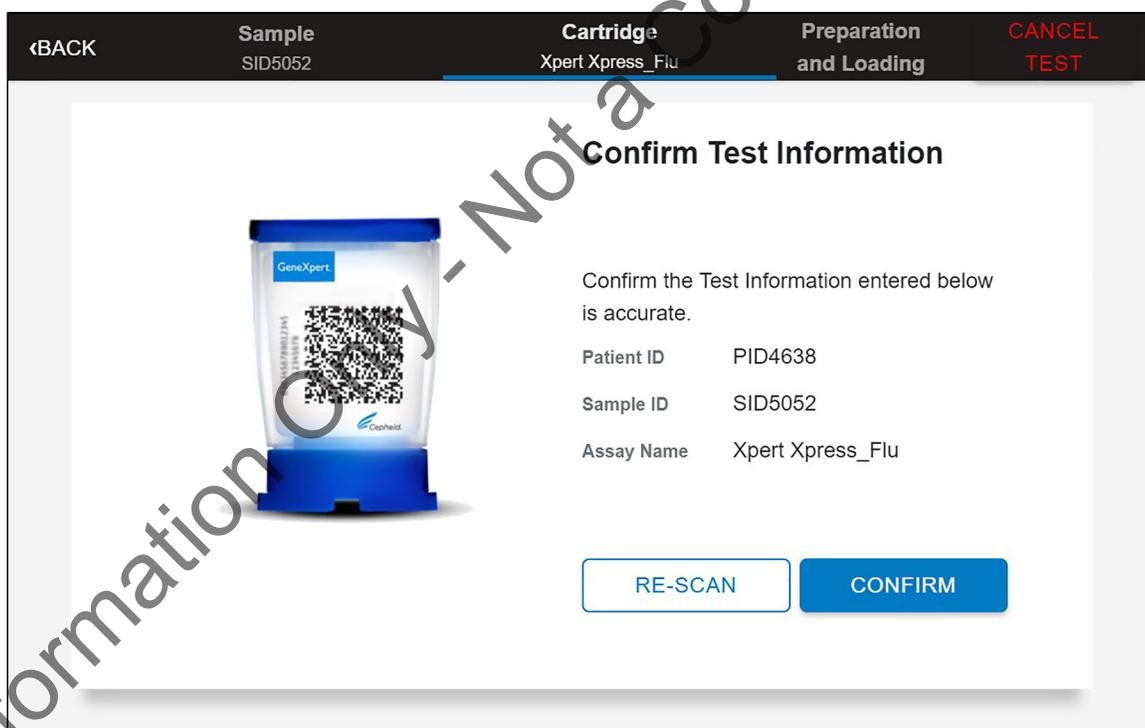 ‹BACK
Sample
SID5052
Cartridge
Xpert Xpress_Flu
Preparation
and Loading
CANCEL
TEST
Confirm Test Information
GeneXpert
Cepheid.
Confirm the Test Information entered below
is accurate.
Patient ID PID4638
Sample ID SID5052
Assay Name Xpert Xpress_Flu
RE-SCAN CONFIRM
Only - Not a